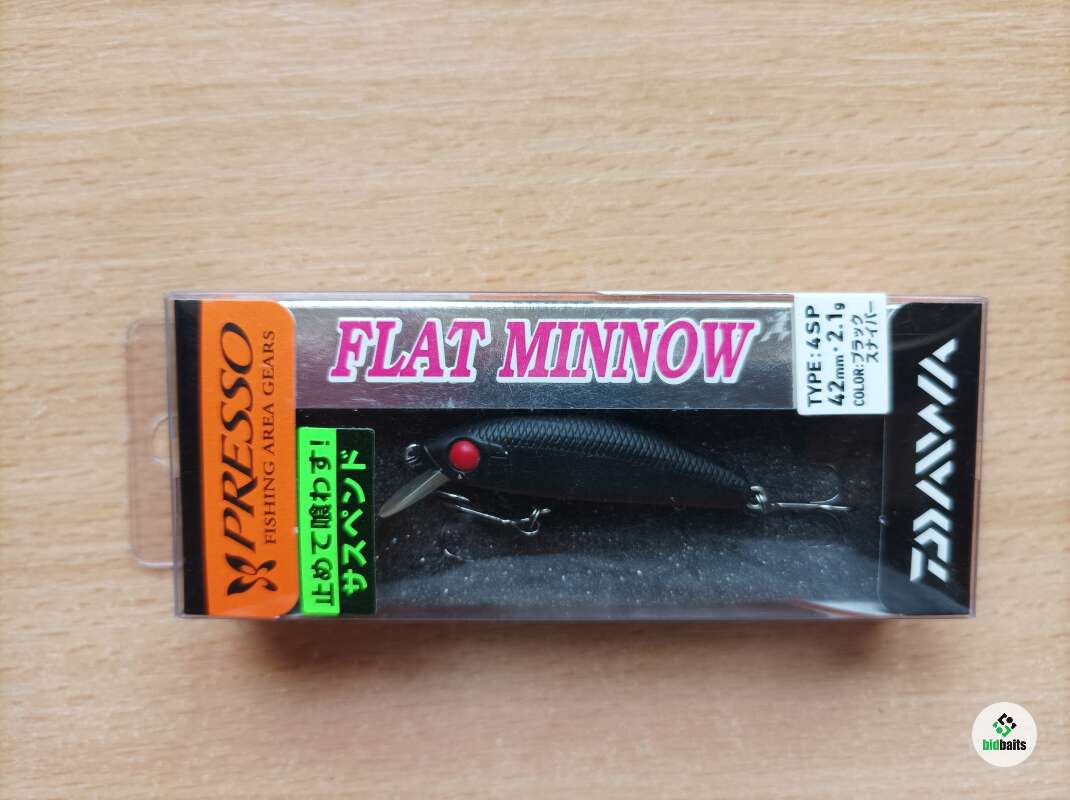 PRESSO
FISHING AREA GEARS
止めて喰わす!
サスペンド
FLAT MINNOW
TYPE:4SP
42mm・2.1g
COLOR:ブラック
スナイパー
DAIWA
bidbaits